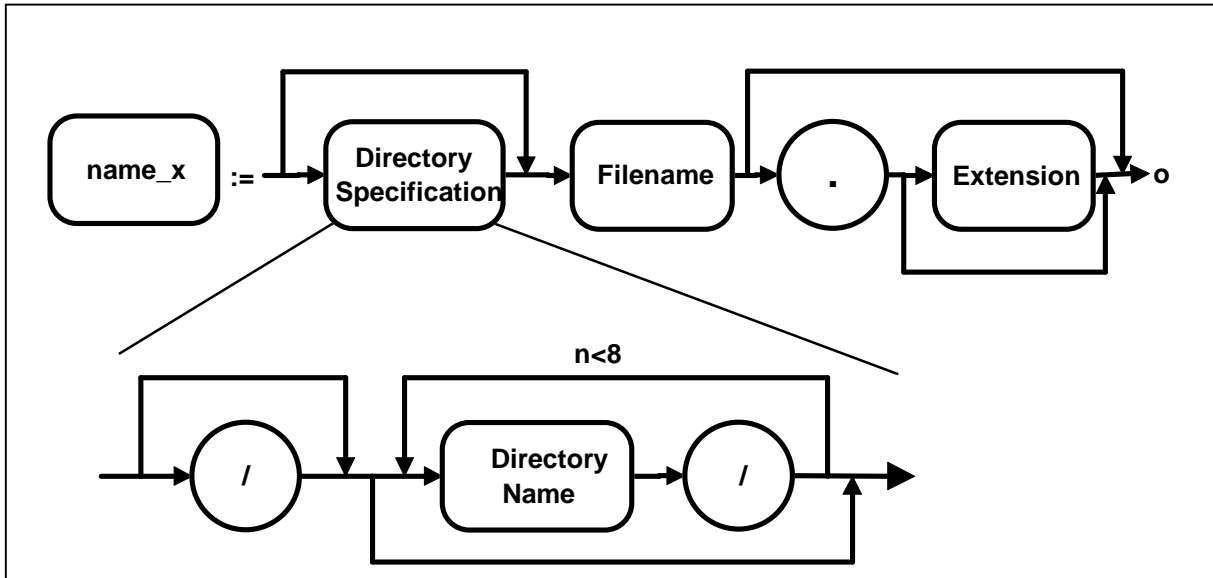 name_x
:=
Directory
Specification
Filename
.
Extension
o
n<8
/
Directory
Name
/